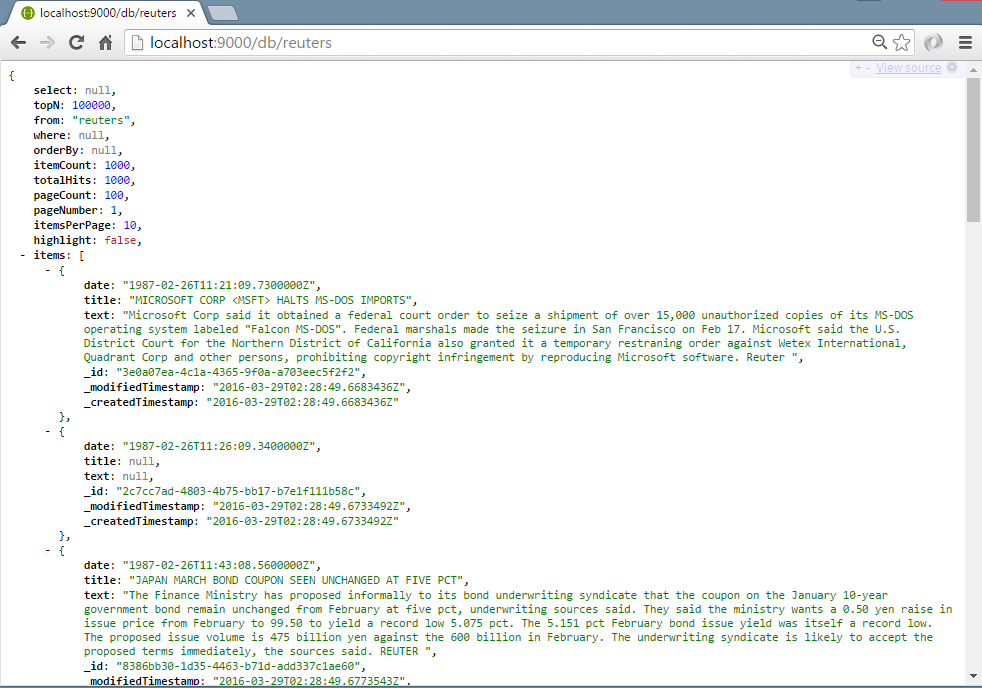 localhost:9000/db/reuters
localhost:9000/db/reuters
+ - View source
{
select: null,
topN: 100000,
from: "reuters",
where: null,
orderBy: null,
itemCount: 1000,
totalHits: 1000,
pageCount: 100,
pageNumber: 1,
itemsPerPage: 10,
highlight: false,
- items: [
- {
date: "1987-02-26T11:21:09.7300000Z",
title: "MICROSOFT CORP <MSFT> HALTS MS-DOS IMPORTS",
text: "Microsoft Corp said it obtained a federal court order to seize a shipment of over 15,000 unauthorized copies of its MS-DOS
operating system labeled "Falcon MS-DOS". Federal marshals made the seizure in San Francisco on Feb 17. Microsoft said the U.S.
District Court for the Northern District of California also granted it a temporary restraning order against Wetex International,
Quadrant Corp and other persons, prohibiting copyright infringement by reproducing Microsoft software. Reuter ",
_id: "3e0a07ea-4c1a-4365-9f0a-a703eec5f2f2",
_modifiedTimestamp: "2016-03-29T02:28:49.6683436Z",
_createdTimestamp: "2016-03-29T02:28:49.6683436Z"
},
- {
date: "1987-02-26T11:26:09.3400000Z",
title: null,
text: null,
_id: "2c7cc7ad-4803-4b75-bb17-b7e1f111b58c",
_modifiedTimestamp: "2016-03-29T02:28:49.6733492Z",
_createdTimestamp: "2016-03-29T02:28:49.6733492Z"
},
- {
date: "1987-02-26T11:43:08.5600000Z",
title: "JAPAN MARCH BOND COUPON SEEN UNCHANGED AT FIVE PCT",
text: "The Finance Ministry has proposed informally to its bond underwriting syndicate that the coupon on the January 10-year
government bond remain unchanged from February at five pct, underwriting sources said. They said the ministry wants a 0.50 yen raise in
issue price from February to 99.50 to yield a record low 5.075 pct. The 5.151 pct February bond issue yield was itself a record low.
The proposed issue volume is 475 billion yen against the 600 billion in February. The underwriting syndicate is likely to accept the
proposed terms immediately, the sources said. REUTER ",
_id: "8386bb30-1d35-4463-b71d-add337c1ae60",
_modifiedTimestamp: "2016-03-29T02:28:49.6773543Z",